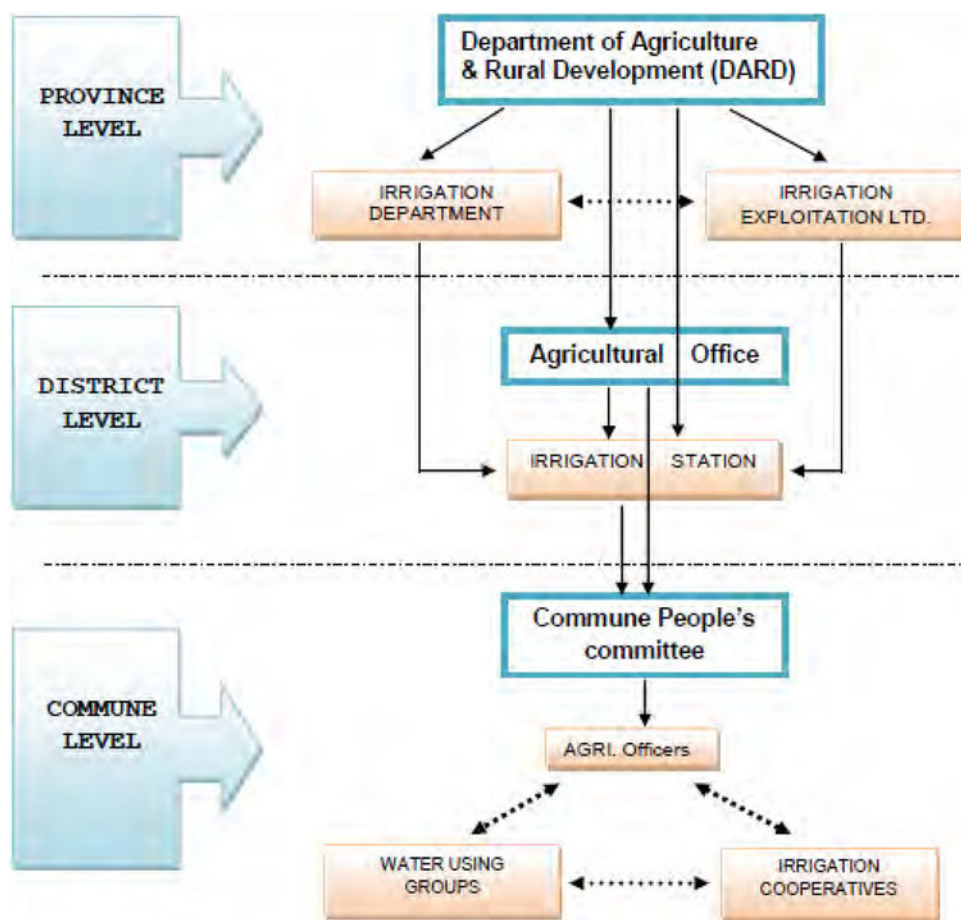 PROVINCE
LEVEL
Department of Agriculture
& Rural Development (DARD)
IRRIGATION
DEPARTMENT
IRRIGATION
EXPLOITATION LTD.
DISTRICT
LEVEL
Agricultural Office
IRRIGATION STATION
COMMUNE
LEVEL
Commune People's
committee
AGRI. Officers
WATER USING
GROUPS
IRRIGATION
COOPERATIVES